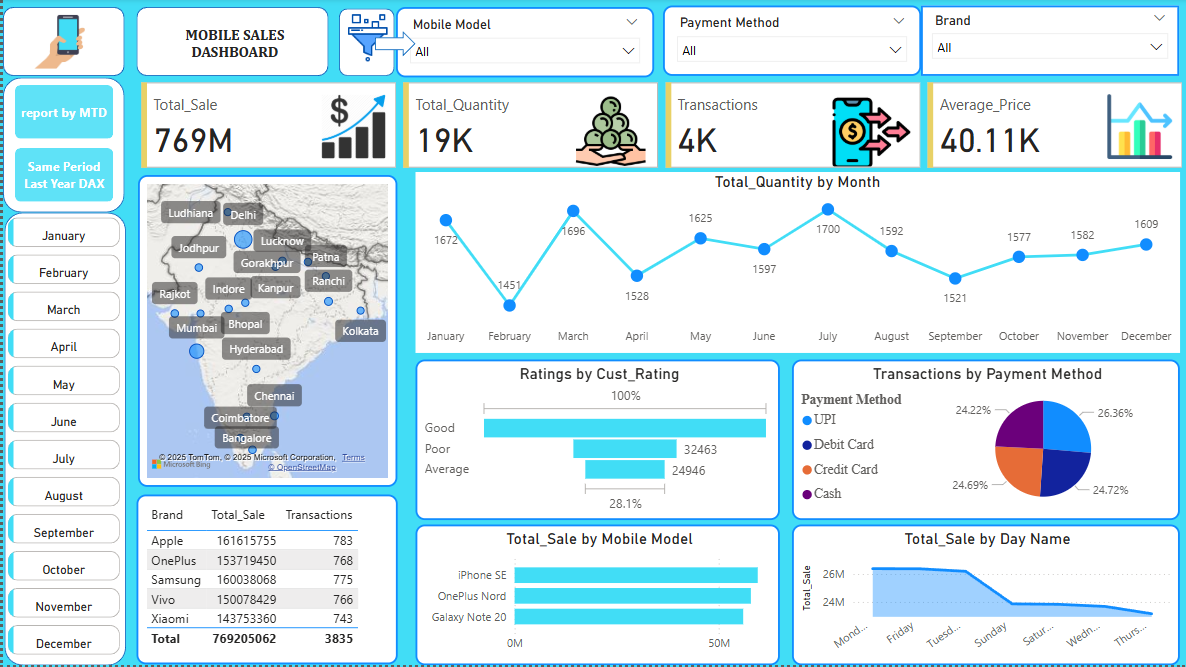 MOBILE SALES
DASHBOARD
Mobile Model
All
Payment Method
All
Brand
All
report by MTD
Same Period
Last Year DAX
January
February
March
April
May
June
July
August
September
October
November
December
Total_Sale
769M
Total_Quantity
19K
Transactions
4K
Average_Price
40.11K
Ludhiana
Delhi
Jodhpur
Lucknow
Gorakhpur
Patna
Rajkot
Indore
Kanpur
Ranchi
Mumbai
Bhopal
Kolkata
Hyderabad
Chennai
Coimbatore
Bangalore
© 2025 TomTom, © 2025 Microsoft Corporation, Terms
Microsoft Bing
© OpenStreetMap
Total_Quantity by Month
1672
1451
1696
1528
1625
1597
1700
1592
1521
1577
1582
1609
January February March April May June July August September October November December
Brand Total_Sale Transactions
Apple 161615755 783
OnePlus 153719450 768
Samsung 160038068 775
Vivo 150078429 766
Xiaomi 143753360 743
Total 769205062 3835
Ratings by Cust_Rating
100%
Good
Poor 32463
Average 24946
28.1%
Transactions by Payment Method
Payment Method
UPI
Debit Card
Credit Card
Cash
24.22%
26.36%
24.69%
24.72%
Total_Sale by Mobile Model
iPhone SE
OnePlus Nord
Galaxy Note 20
0M 50M
Total_Sale by Day Name
Total_Sale
26M
24M
Mond... Friday Tuesd... Sunday Satur... Wedn... Thurs...